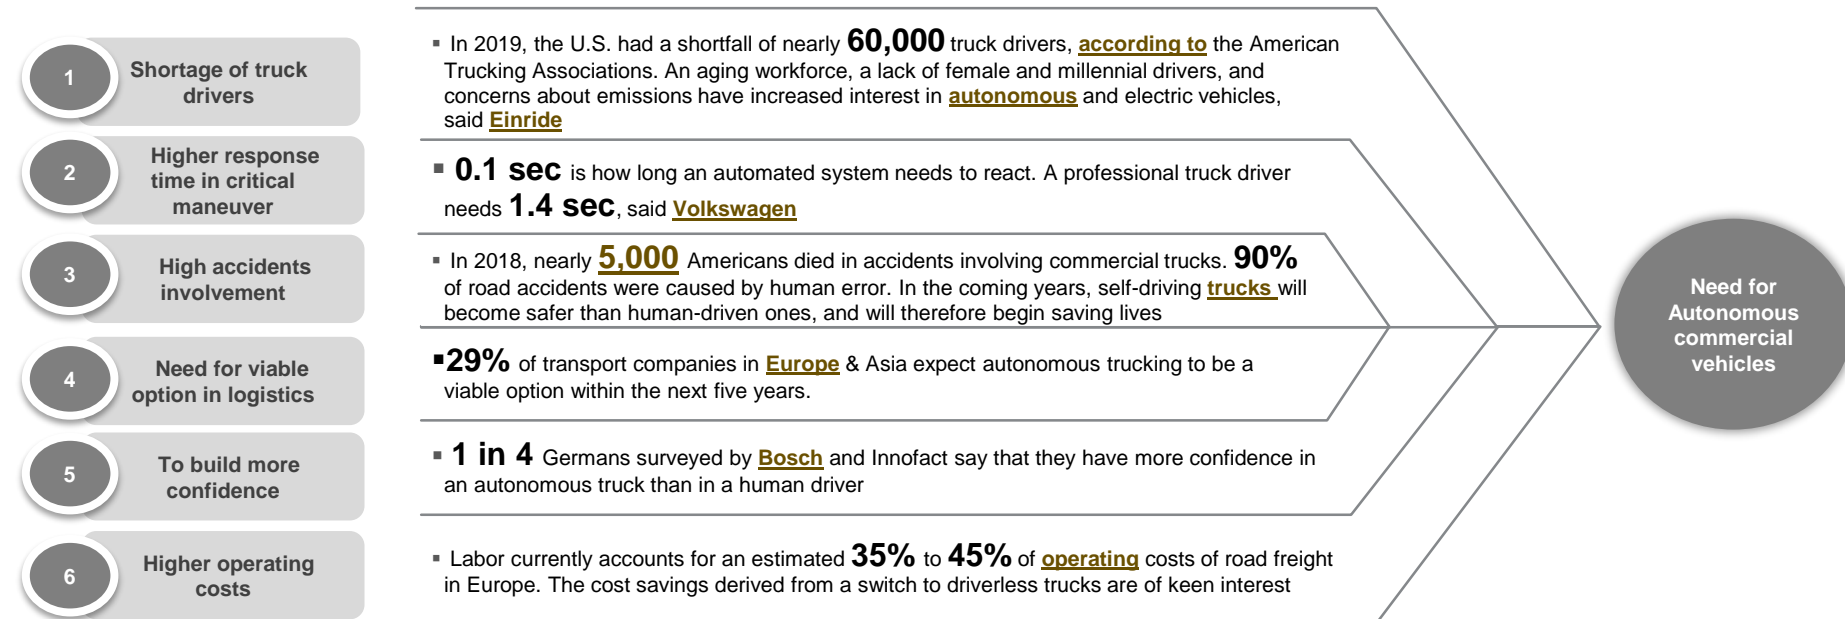 1
Shortage of truck
drivers
▪ In 2019, the U.S. had a shortfall of nearly 60,000 truck drivers, according to the American
Trucking Associations. An aging workforce, a lack of female and millennial drivers, and
concerns about emissions have increased interest in autonomous and electric vehicles,
said Einride
2
Higher response
time in critical
maneuver
▪ 0.1 sec is how long an automated system needs to react. A professional truck driver
needs 1.4 sec, said Volkswagen
3
High accidents
involvement
▪ In 2018, nearly 5,000 Americans died in accidents involving commercial trucks. 90%
of road accidents were caused by human error. In the coming years, self-driving trucks will
become safer than human-driven ones, and will therefore begin saving lives
4
Need for viable
option in logistics
▪29% of transport companies in Europe & Asia expect autonomous trucking to be a
viable option within the next five years.
5
To build more
confidence
▪ 1 in 4 Germans surveyed by Bosch and Innofact say that they have more confidence in
an autonomous truck than in a human driver
6
Higher operating
costs
▪ Labor currently accounts for an estimated 35% to 45% of operating costs of road freight
in Europe. The cost savings derived from a switch to driverless trucks are of keen interest
Need for
Autonomous
commercial
vehicles